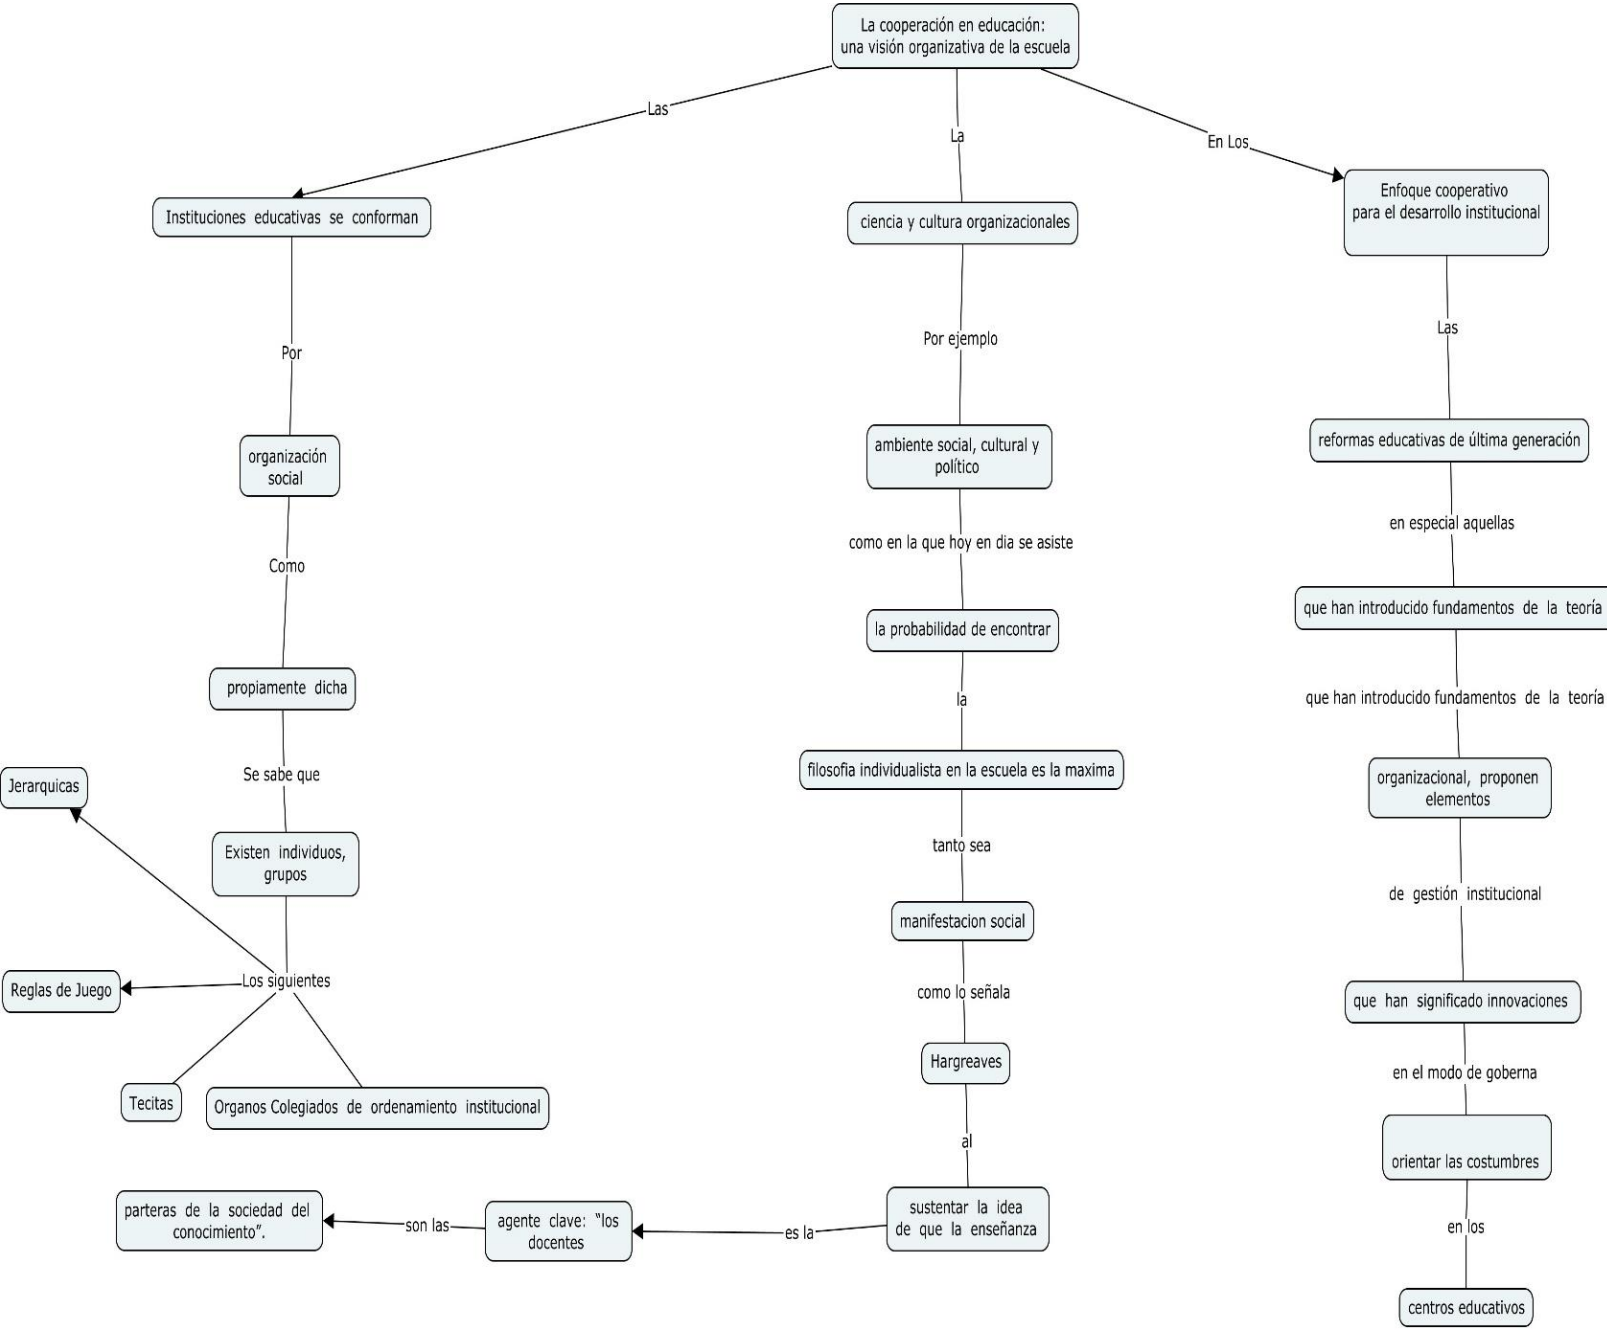 La cooperación en educación:
una visión organizativa de la escuela
Las
La
En Los
Instituciones educativas se conforman
ciencia y cultura organizacionales
Enfoque cooperativo
para el desarrollo institucional
Por
Por ejemplo
Las
organización
social
ambiente social, cultural y
político
reformas educativas de última generación
Como
como en la que hoy en dia se asiste
en especial aquellas
propiamente dicha
la probabilidad de encontrar
que han introducido fundamentos de la teoría
Se sabe que
la
que han introducido fundamentos de la teoría
Jerarquicas
filosofia individualista en la escuela es la maxima
organizacional, proponen
elementos
Existen individuos,
grupos
tanto sea
de gestión institucional
Los siguientes
manifestacion social
que han significado innovaciones
Reglas de Juego
como lo señala
en el modo de goberna
Tecitas
Organos Colegiados de ordenamiento institucional
Hargreaves
orientar las costumbres
al
en los
parteras de la sociedad del
conocimiento”.
son las
agente clave: “los
docentes
es la
sustentar la idea
de que la enseñanza
centros educativos